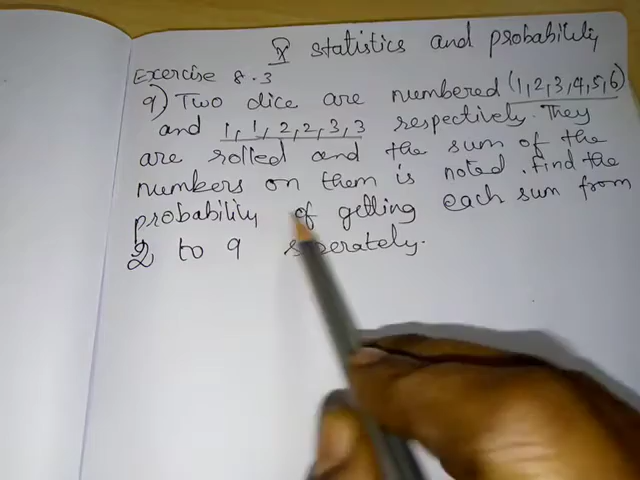 X statistics and probability
Exercise 8.3
9) Two dice are numbered (1,2,3,4,5,6)
and 1, 1, 2, 2, 3, 3 respectively. They
are rolled and the sum of the
numbers on them is noted. find the
probability of getting each sum from
2 to 9 seperately.